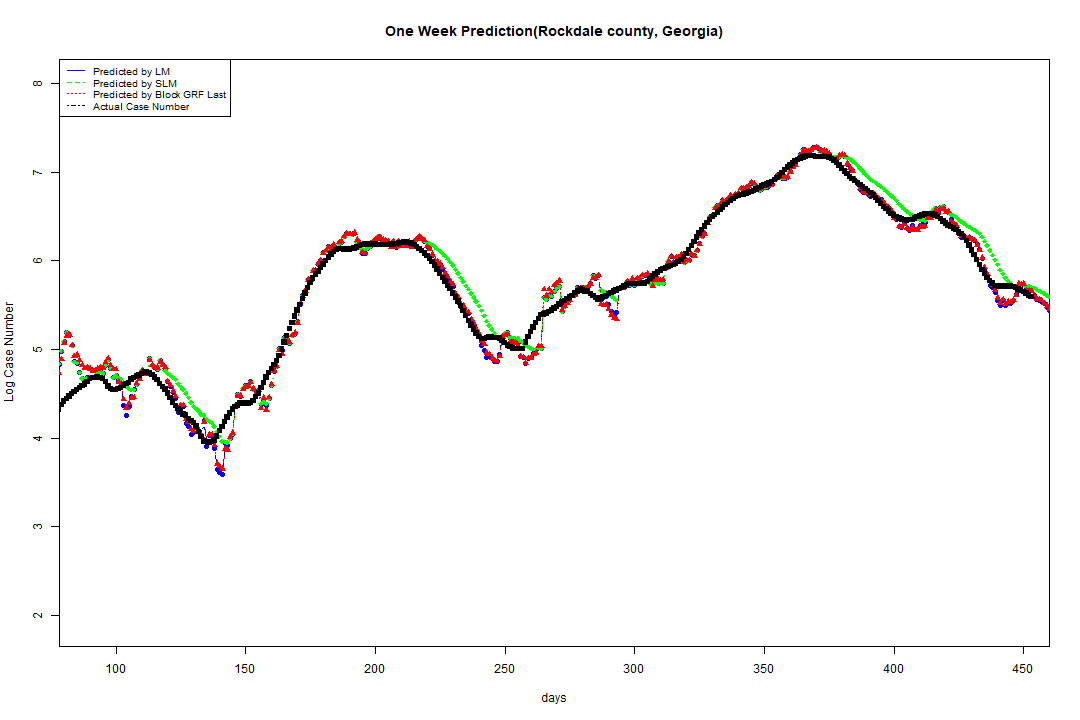 One Week Prediction(Rockdale county, Georgia)
Predicted by LM
Predicted by SLM
Predicted by Block GRF Last
Actual Case Number
8
7
6
5
4
3
2
Log Case Number
100 150 200 250 300 350 400 450
days